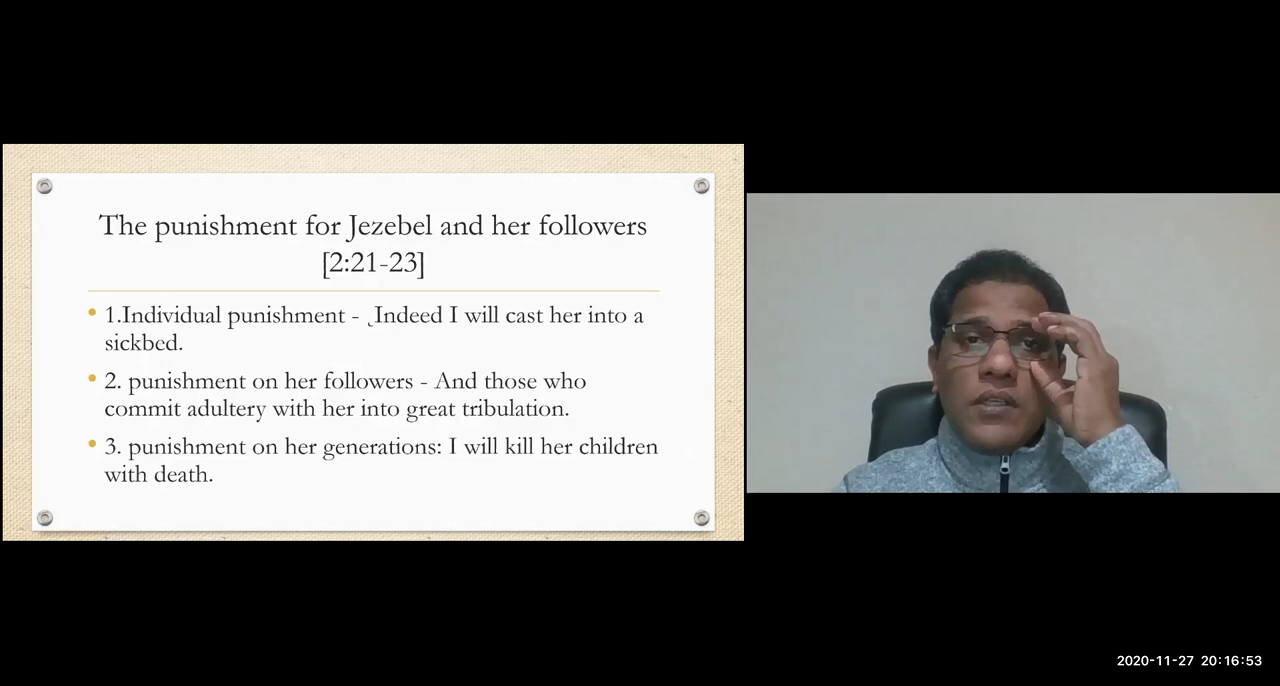 The punishment for Jezebel and her followers
[2:21-23]
• 1.Individual punishment - ˛Indeed I will cast her into a
sickbed.
• 2. punishment on her followers - And those who
commit adultery with her into great tribulation.
• 3. punishment on her generations: I will kill her children
with death.
2020-11-27 20:16:53